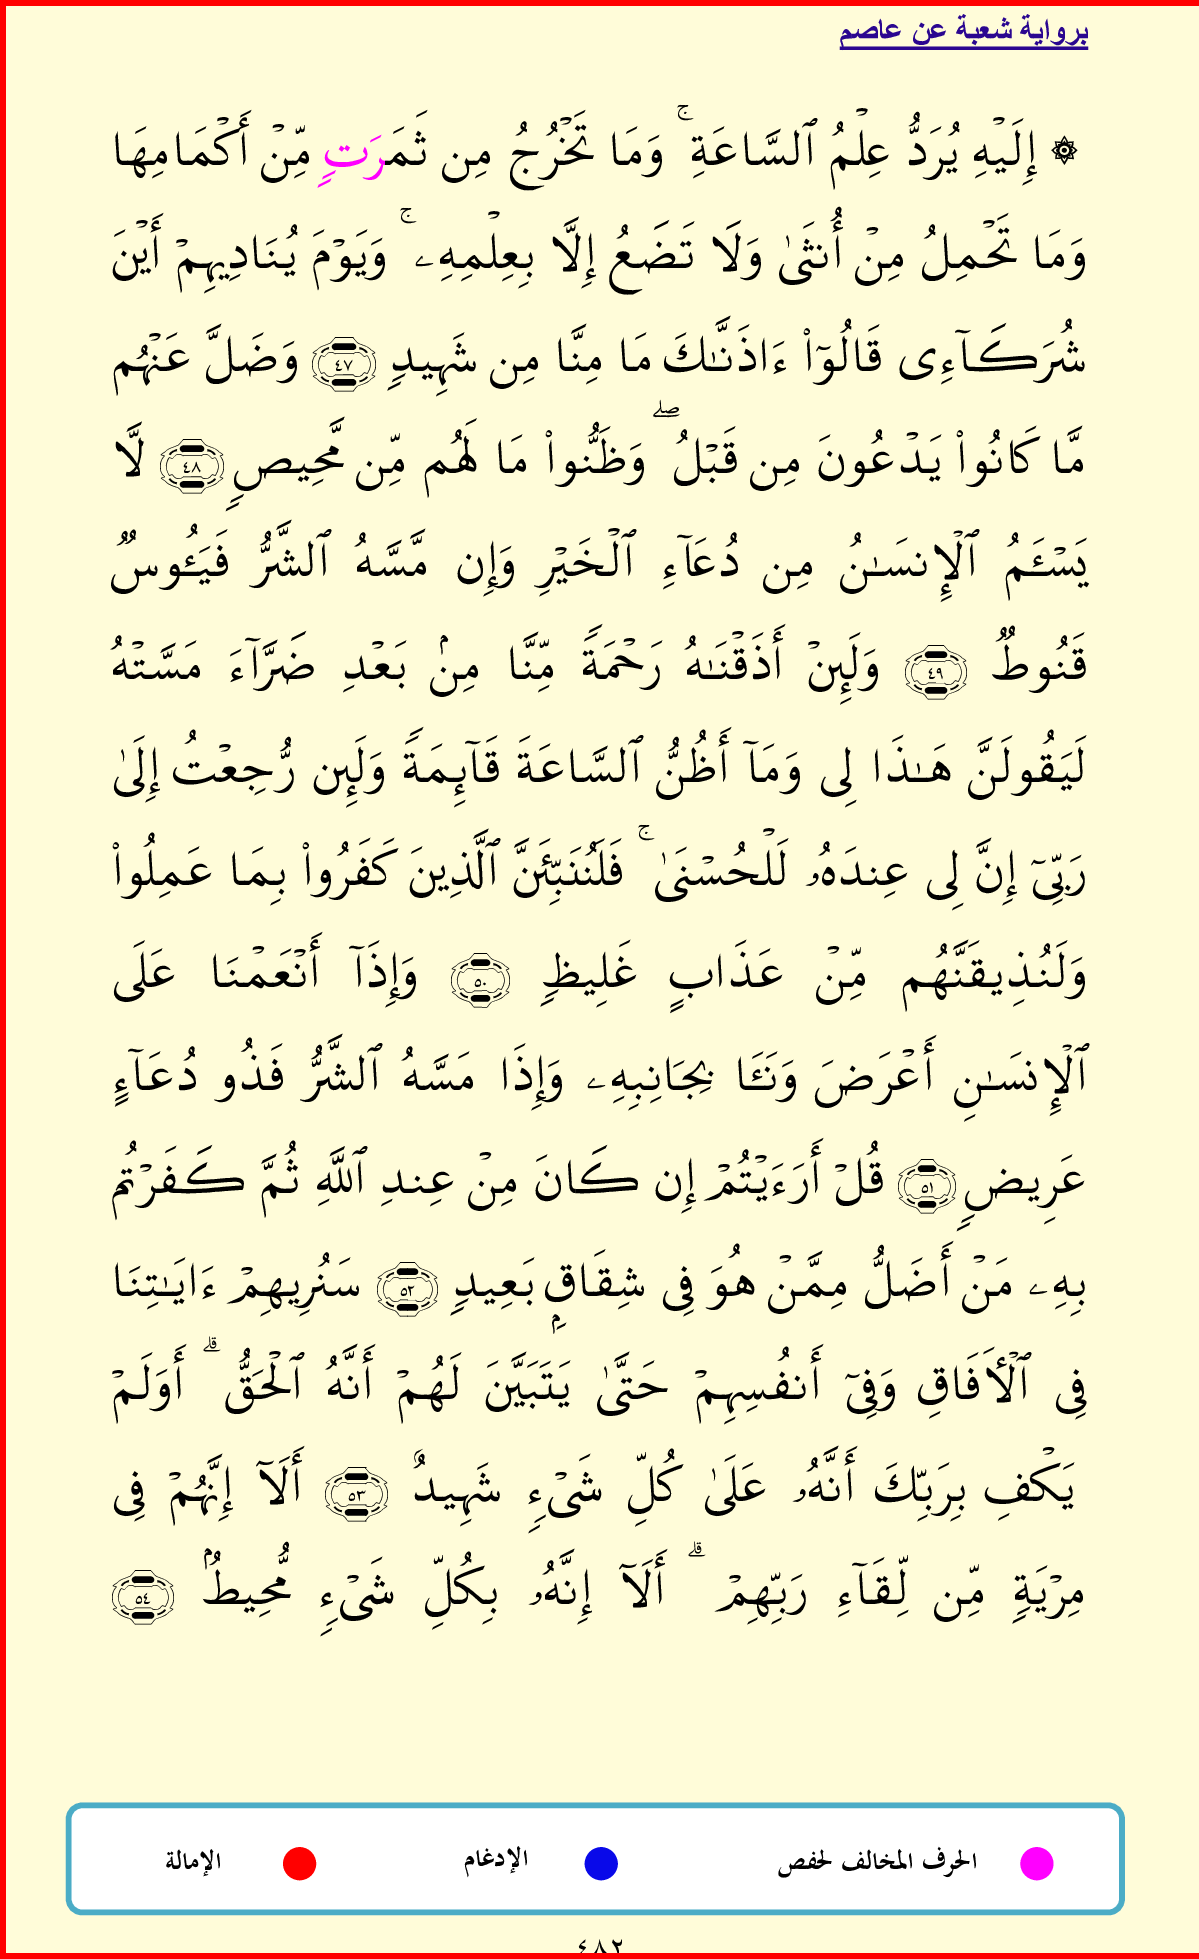 برواية شعبة عن عاصم
۞ إِلَيۡهِ يُرَدُّ عِلۡمُ ٱلسَّاعَةِۚ وَمَا تَخۡرُجُ مِن ثَمَرَتٖ مِّنۡ أَكۡمَامِهَا
وَمَا تَحۡمِلُ مِنۡ أُنثَىٰ وَلَا تَضَعُ إِلَّا بِعِلۡمِهِۦۚ وَيَوۡمَ يُنَادِيهِمۡ أَيۡنَ
شُرَكَآءِى قَالُوٓاْ ءَاذَنَّـٰكَ مَا مِنَّا مِن شَهِيدٖ ٤٧ وَضَلَّ عَنۡهُم
مَّا كَانُواْ يَدۡعُونَ مِن قَبۡلُۖ وَظَنُّواْ مَا لَهُم مِّن مَّحِيصٖ ٤٨ لَّا
يَسۡـَٔمُ ٱلۡإِنسَـٰنُ مِن دُعَآءِ ٱلۡخَيۡرِ وَإِن مَّسَّهُ ٱلشَّرُّ فَيَـُٔوسٞ
قَنُوطٞ ٤٩ وَلَئِنۡ أَذَقۡنَـٰهُ رَحۡمَةٗ مِّنَّا مِنۢ بَعۡدِ ضَرَّآءَ مَسَّتۡهُ
لَيَقُولَنَّ هَـٰذَا لِى وَمَآ أَظُنُّ ٱلسَّاعَةَ قَآئِمَةٗ وَلَئِن رُّجِعۡتُ إِلَىٰ
رَبِّىٓ إِنَّ لِى عِندَهُۥ لَلۡحُسۡنَىٰۚ فَلَنُنَبِّئَنَّ ٱلَّذِينَ كَفَرُواْ بِمَا عَمِلُواْ
وَلَنُذِيقَنَّهُم مِّنۡ عَذَابٍ غَلِيظٖ ٥٠ وَإِذَآ أَنۡعَمۡنَا عَلَى
ٱلۡإِنسَـٰنِ أَعۡرَضَ وَنَـَٔا بِجَانِبِهِۦ وَإِذَا مَسَّهُ ٱلشَّرُّ فَذُو دُعَآءٍ
عَرِيضٖ ٥١ قُلۡ أَرَءَيۡتُمۡ إِن كَانَ مِنۡ عِندِ ٱللَّهِ ثُمَّ كَفَرۡتُم
بِهِۦ مَنۡ أَضَلُّ مِمَّنۡ هُوَ فِى شِقَاقِۭ بَعِيدٖ ٥٢ سَنُرِيهِمۡ ءَايَـٰتِنَا
فِى ٱلۡأٓفَاقِ وَفِىٓ أَنفُسِهِمۡ حَتَّىٰ يَتَبَيَّنَ لَهُمۡ أَنَّهُ ٱلۡحَقُّۗ أَوَلَمۡ
يَكۡفِ بِرَبِّكَ أَنَّهُۥ عَلَىٰ كُلِّ شَىۡءٖ شَهِيدٌ ٥٣ أَلَآ إِنَّهُمۡ فِى
مِرۡيَةٖ مِّن لِّقَآءِ رَبِّهِمۡۗ أَلَآ إِنَّهُۥ بِكُلِّ شَىۡءٖ مُّحِيطُۢ ٥٤
الحرف المخالف لحفص الإدغام الإمالة
٤٨٢